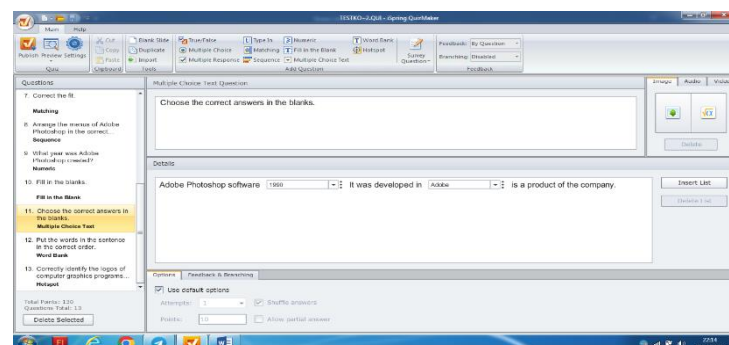 TESTKO~2.QUI - iSpring QuizMaker
Main Help
Publish Preview Settings
Cut
Copy
Paste
Blank Slide
Duplicate
Import
True/False
Multiple Choice
Multiple Response
Type In
Matching
Sequence
Numeric
Fill in the Blank
Multiple Choice Text
Word Bank
Hotspot
Survey Question
Feedback: By Question
Branching: Disabled
Quiz Clipboard Tools Add Question Feedback
Questions
7. Correct the fit.
Matching
8. Arrange the menus of Adobe
Photoshop in the correct...
Sequence
9. What year was Adobe
Photoshop created?
Numeric
10. Fill in the blanks.
Fill in the Blank
11. Choose the correct answers in
the blanks.
Multiple Choice Text
12. Put the words in the sentence
in the correct order.
Word Bank
13. Correctly identify the logos of
computer graphics programs...
Hotspot
Total Points: 130
Questions Total: 13
Delete Selected
Multiple Choice Text Question
Choose the correct answers in the blanks.
Image Audio Video
Delete
Details
Adobe Photoshop software 1990 It was developed in Adobe is a product of the company.
Insert List
Delete List
Options Feedback & Branching
Use default options
Attempts: 1 Shuffle answers
Points: 10 Allow partial answer
22:14